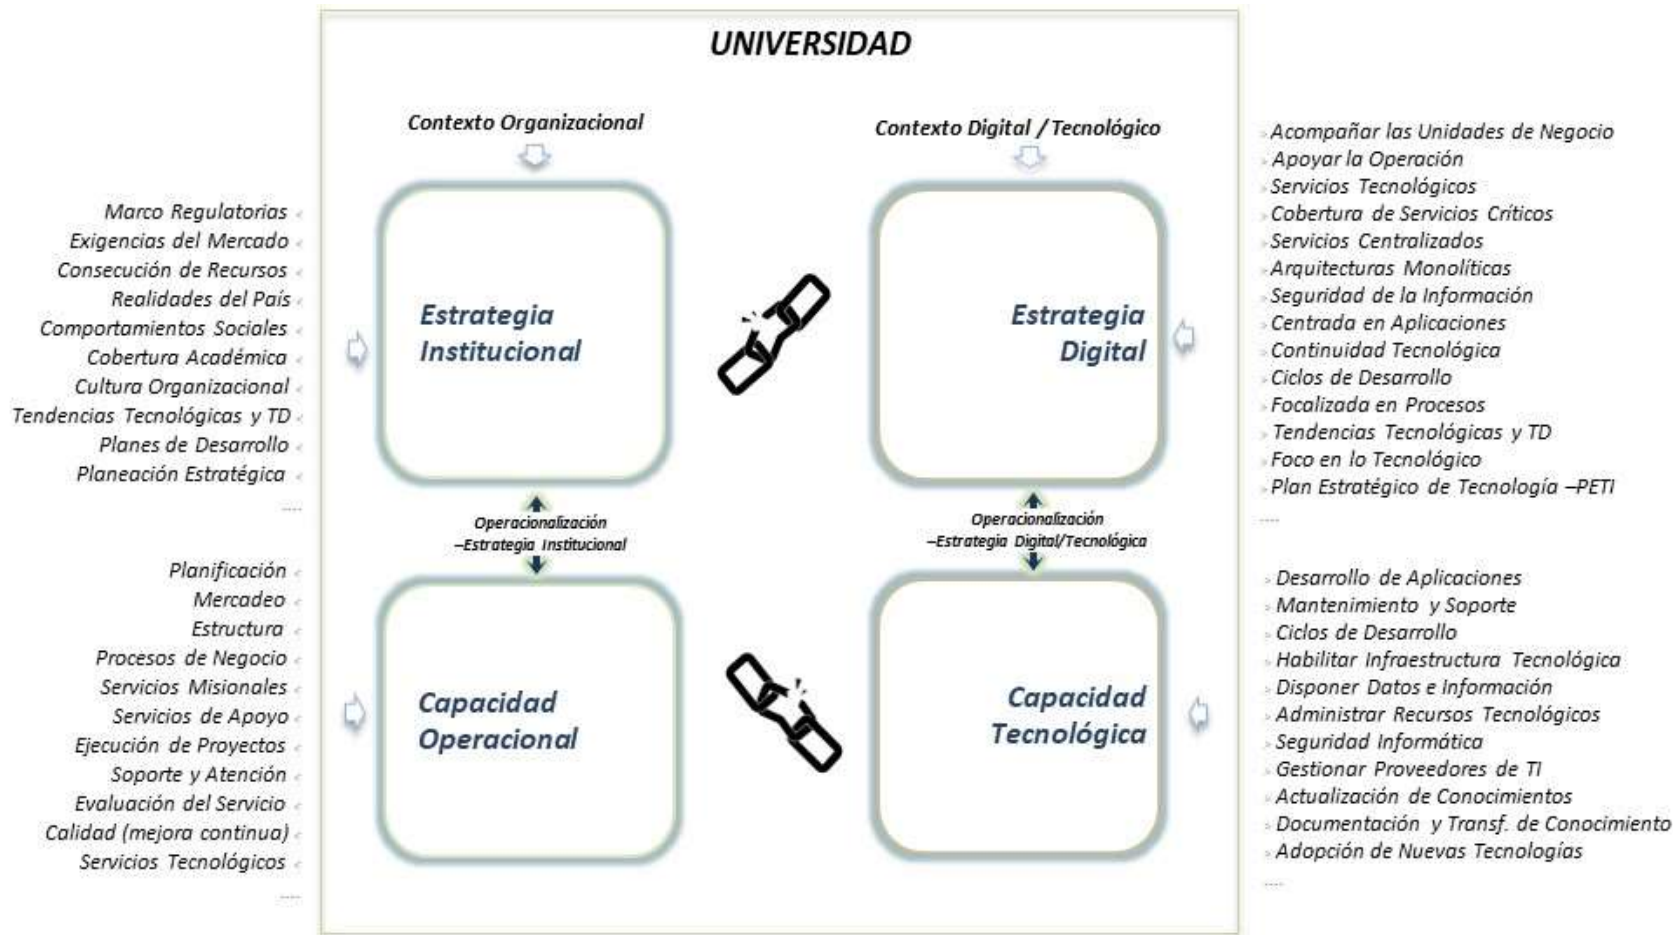 UNIVERSIDAD
Contexto Organizacional
Contexto Digital / Tecnológico
Marco Regulatorias
Exigencias del Mercado
Consecución de Recursos
Realidades del País
Comportamientos Sociales
Cobertura Académica
Cultura Organizacional
Tendencias Tecnológicas y TD
Planes de Desarrollo
Planeación Estratégica
....
Estrategia
Institucional
Estrategia
Digital
Acompañar las Unidades de Negocio
Apoyar la Operación
Servicios Tecnológicos
Cobertura de Servicios Críticos
Servicios Centralizados
Arquitecturas Monolíticas
Seguridad de la Información
Centrada en Aplicaciones
Continuidad Tecnológica
Ciclos de Desarrollo
Focalizada en Procesos
Tendencias Tecnológicas y TD
Foco en lo Tecnológico
Plan Estratégico de Tecnología –PETI
....
Operacionalización
–Estrategia Institucional
Operacionalización
–Estrategia Digital/Tecnológica
Planificación
Mercadeo
Estructura
Procesos de Negocio
Servicios Misionales
Servicios de Apoyo
Ejecución de Proyectos
Soporte y Atención
Evaluación del Servicio
Calidad (mejora continua)
Servicios Tecnológicos
....
Capacidad
Operacional
Capacidad
Tecnológica
Desarrollo de Aplicaciones
Mantenimiento y Soporte
Ciclos de Desarrollo
Habilitar Infraestructura Tecnológica
Disponer Datos e Información
Administrar Recursos Tecnológicos
Seguridad Informática
Gestionar Proveedores de TI
Actualización de Conocimientos
Documentación y Transf. de Conocimiento
Adopción de Nuevas Tecnologías
....